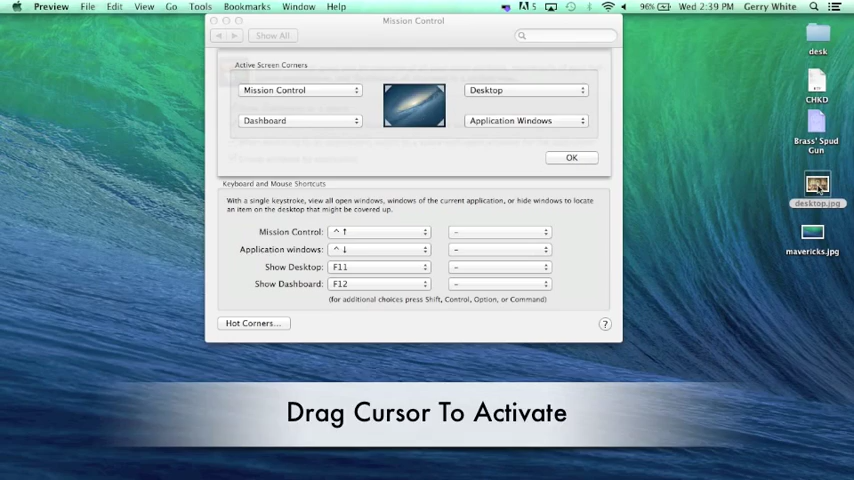 Preview File Edit View Go Tools Bookmarks Window Help 5 96% Wed 2:39 PM Gerry White
Mission Control
Show All
Active Screen Corners
Mission Control Desktop
Dashboard Application Windows
OK
Keyboard and Mouse Shortcuts
With a single keystroke, view all open windows, windows of the current application, or hide windows to locate
an item on the desktop that might be covered up.
Mission Control: ^ ↑ –
Application windows: ^ ↓ –
Show Desktop: F11 –
Show Dashboard: F12 –
(for additional choices press Shift, Control, Option, or Command)
Hot Corners... ?
desk
CHKD
Brass' Spud
Gun
desktop.jpg
mavericks.jpg
Drag Cursor To Activate